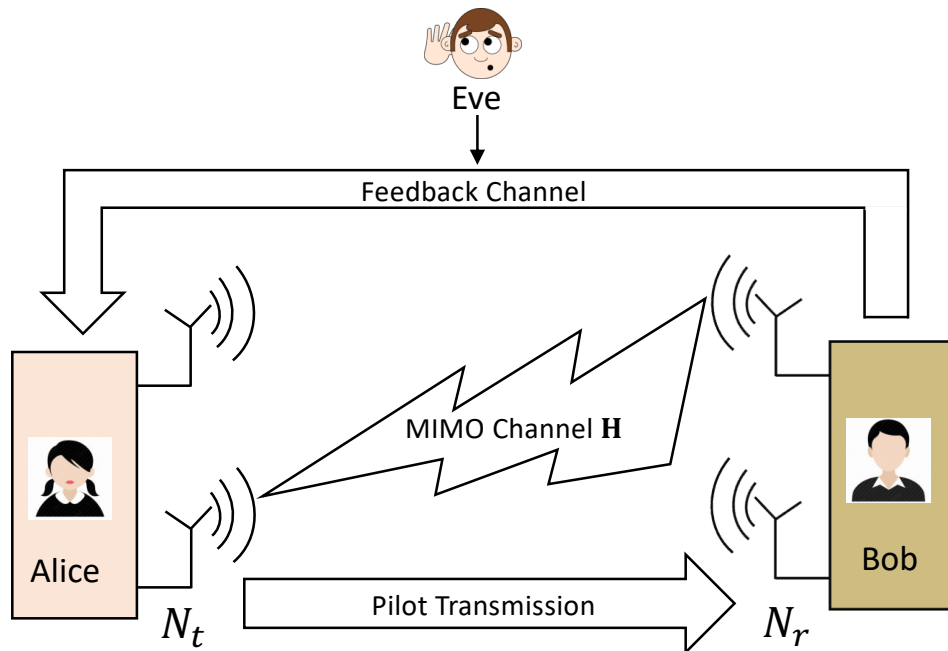 Eve
Feedback Channel
MIMO Channel H
Alice
Bob
Pilot Transmission
N_t
N_r